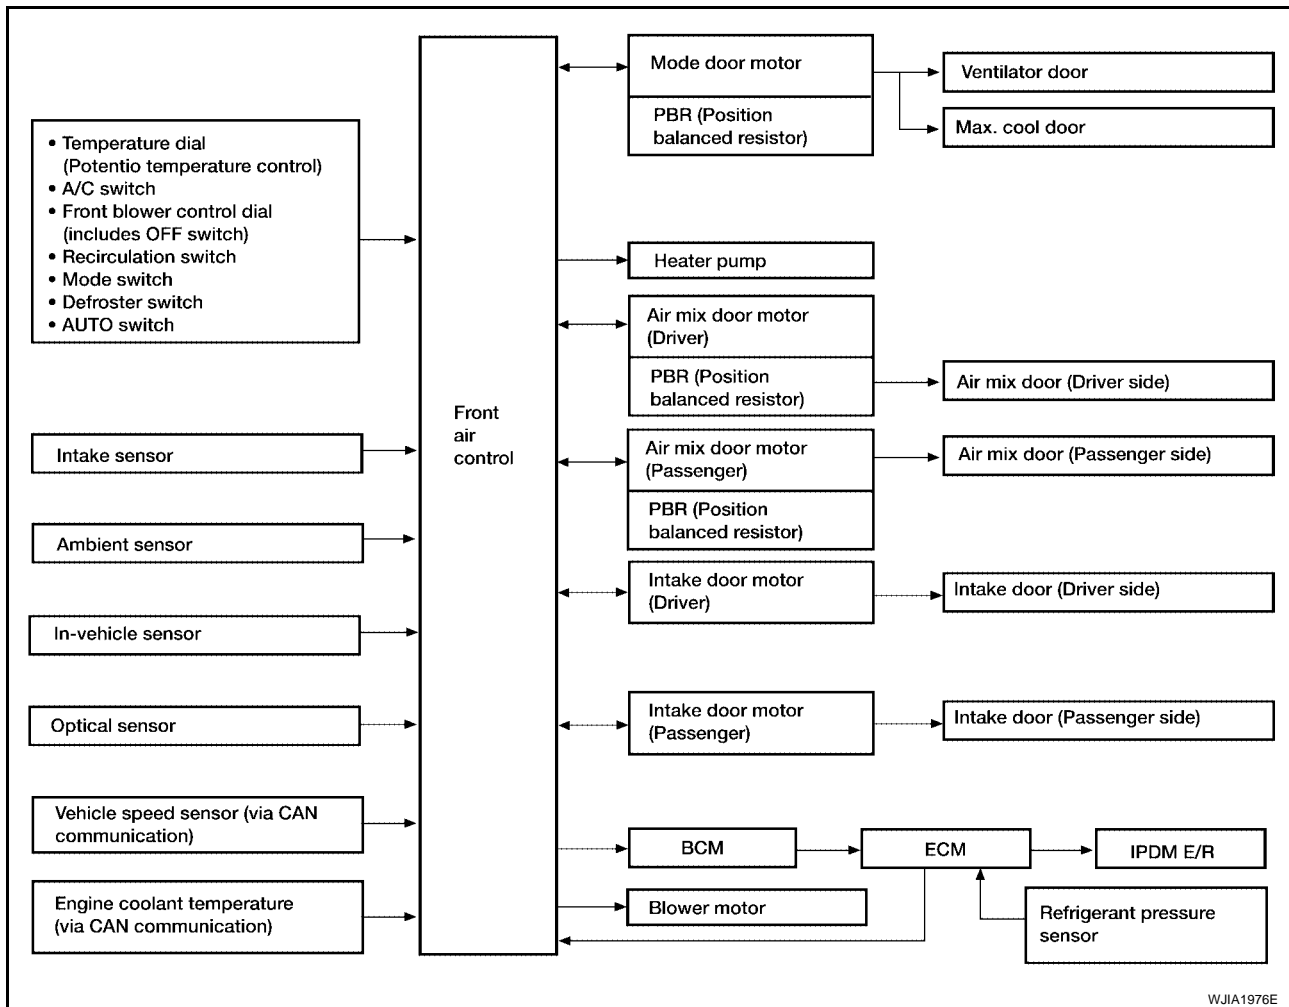 • Temperature dial
(Potentio temperature control)
• A/C switch
• Front blower control dial
(includes OFF switch)
• Recirculation switch
• Mode switch
• Defroster switch
• AUTO switch
Intake sensor
Ambient sensor
In-vehicle sensor
Optical sensor
Vehicle speed sensor (via CAN
communication)
Engine coolant temperature
(via CAN communication)
Front
air
control
Mode door motor
PBR (Position
balanced resistor)
Ventilator door
Max. cool door
Heater pump
Air mix door motor
(Driver)
PBR (Position
balanced resistor)
Air mix door (Driver side)
Air mix door motor
(Passenger)
PBR (Position
balanced resistor)
Air mix door (Passenger side)
Intake door motor
(Driver)
Intake door (Driver side)
Intake door motor
(Passenger)
Intake door (Passenger side)
BCM
ECM
IPDM E/R
Blower motor
Refrigerant pressure
sensor
WJIA1976E